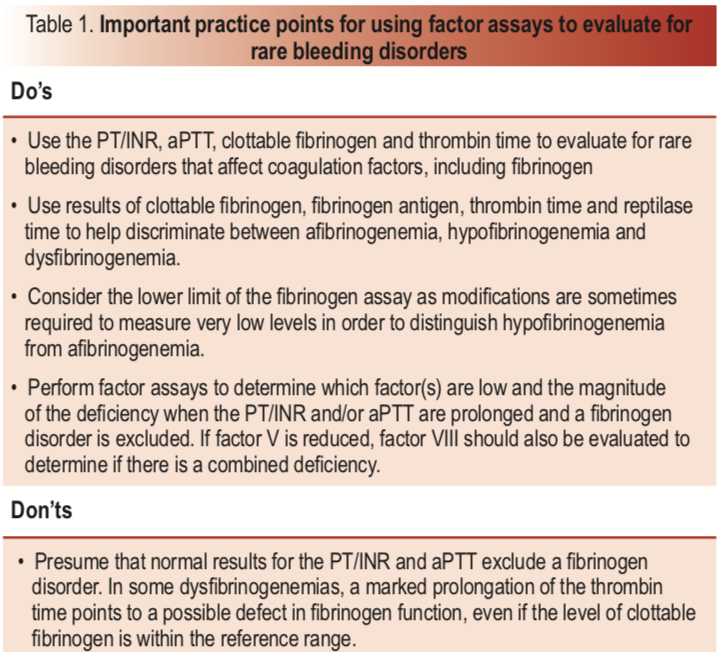 Table 1. Important practice points for using factor assays to evaluate for
rare bleeding disorders
Do's
• Use the PT/INR, aPTT, clottable fibrinogen and thrombin time to evaluate for rare
bleeding disorders that affect coagulation factors, including fibrinogen
• Use results of clottable fibrinogen, fibrinogen antigen, thrombin time and reptilase
time to help discriminate between afibrinogenemia, hypofibrinogenemia and
dysfibrinogenemia.
• Consider the lower limit of the fibrinogen assay as modifications are sometimes
required to measure very low levels in order to distinguish hypofibrinogenemia
from afibrinogenemia.
• Perform factor assays to determine which factor(s) are low and the magnitude
of the deficiency when the PT/INR and/or aPTT are prolonged and a fibrinogen
disorder is excluded. If factor V is reduced, factor VIII should also be evaluated to
determine if there is a combined deficiency.
Don'ts
• Presume that normal results for the PT/INR and aPTT exclude a fibrinogen
disorder. In some dysfibrinogenemias, a marked prolongation of the thrombin
time points to a possible defect in fibrinogen function, even if the level of clottable
fibrinogen is within the reference range.